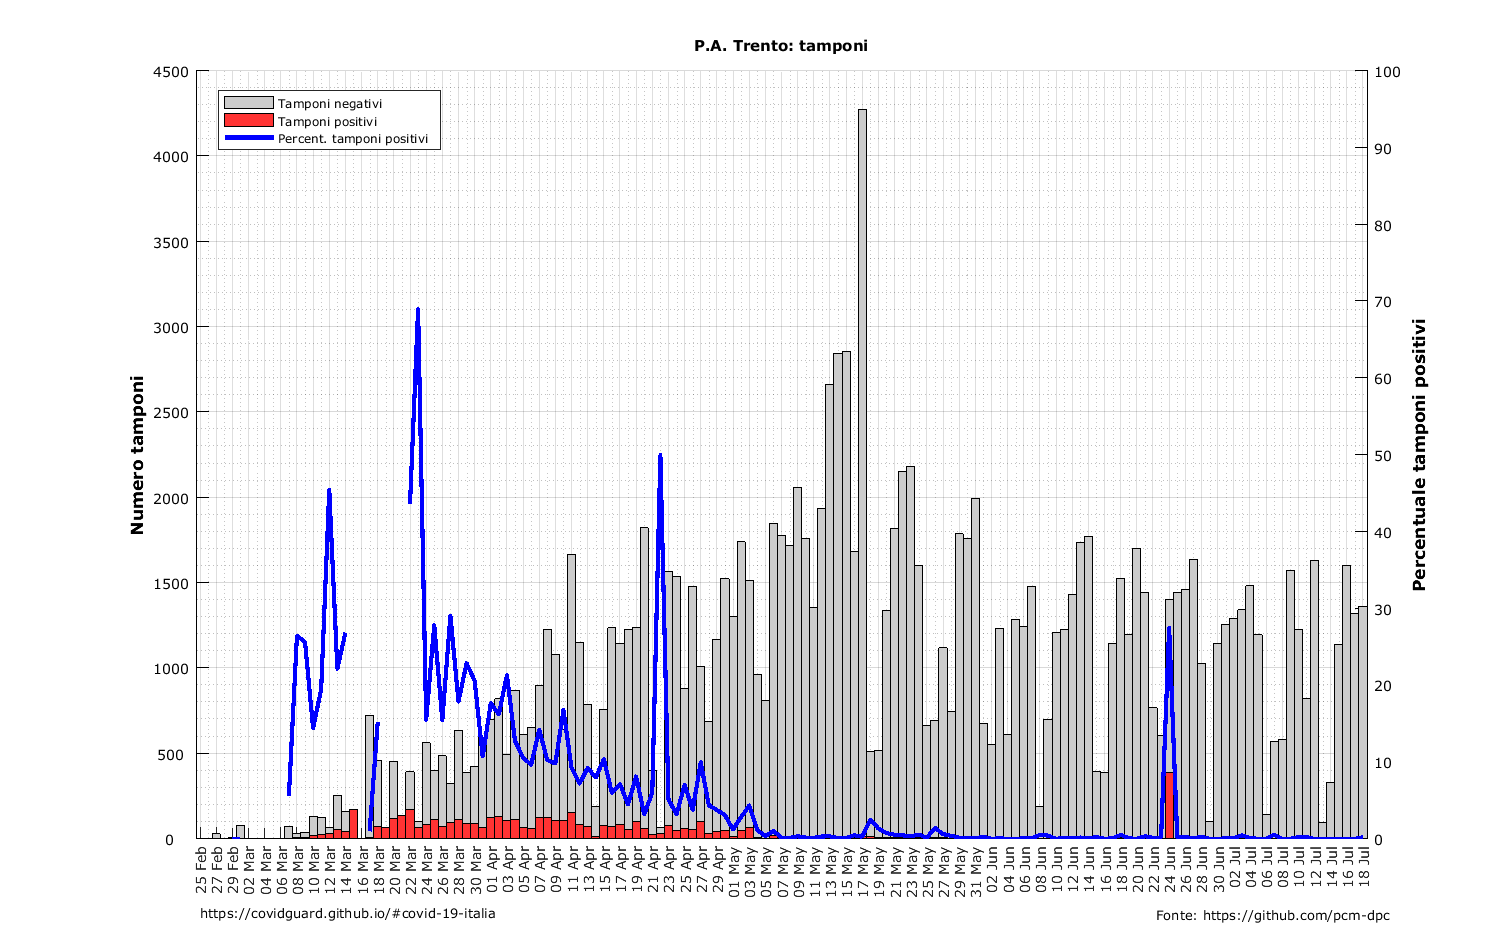 P.A. Trento: tamponi
Tamponi negativi
Tamponi positivi
Percent. tamponi positivi
Numero tamponi
4500
4000
3500
3000
2500
2000
1500
1000
500
0
Percentuale tamponi positivi
100
90
80
70
60
50
40
30
20
10
0
25 Feb
27 Feb
29 Feb
02 Mar
04 Mar
06 Mar
08 Mar
10 Mar
12 Mar
14 Mar
16 Mar
18 Mar
20 Mar
22 Mar
24 Mar
26 Mar
28 Mar
30 Mar
01 Apr
03 Apr
05 Apr
07 Apr
09 Apr
11 Apr
13 Apr
15 Apr
17 Apr
19 Apr
21 Apr
23 Apr
25 Apr
27 Apr
29 Apr
01 May
03 May
05 May
07 May
09 May
11 May
13 May
15 May
17 May
19 May
21 May
23 May
25 May
27 May
29 May
31 May
02 Jun
04 Jun
06 Jun
08 Jun
10 Jun
12 Jun
14 Jun
16 Jun
18 Jun
20 Jun
22 Jun
24 Jun
26 Jun
28 Jun
30 Jun
02 Jul
04 Jul
06 Jul
08 Jul
10 Jul
12 Jul
14 Jul
16 Jul
18 Jul
https://covidguard.github.io/#covid-19-italia
Fonte: https://github.com/pcm-dpc